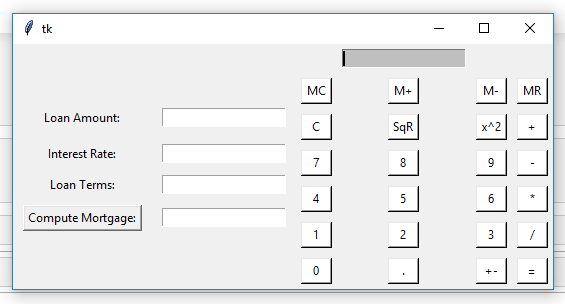 tk
MC M+ M- MR
Loan Amount:
C SqR x^2 +
Interest Rate:
7 8 9 -
Loan Terms:
4 5 6 *
Compute Mortgage:
1 2 3 /
0 . +- =